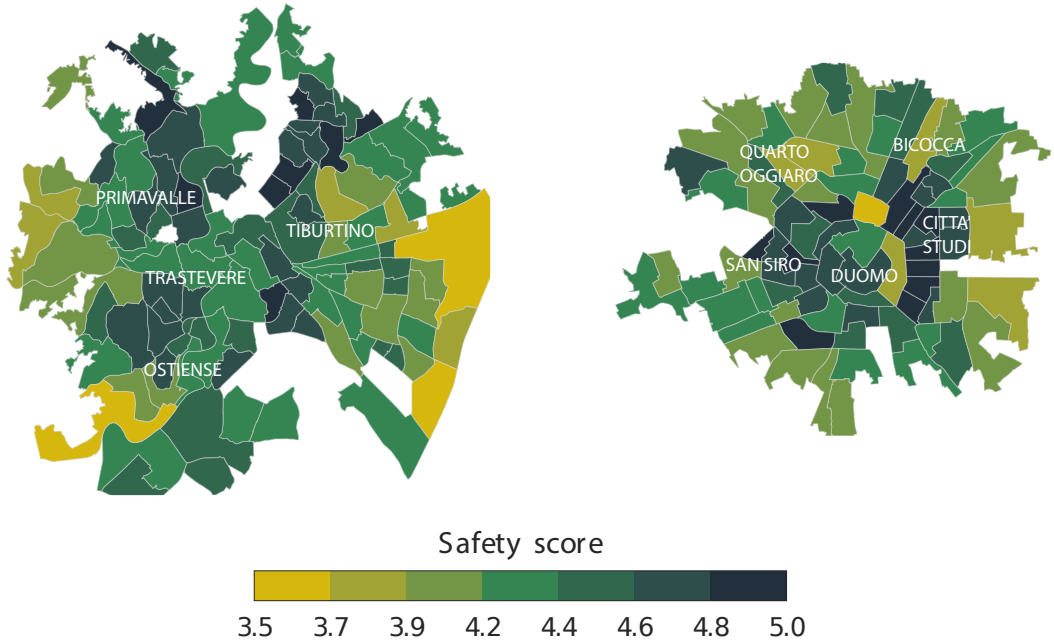 PRIMAVALLE
TIBURTINO
TRASTEVERE
OSTIENSE
QUARTO
OGGIARO
BICOCCA
CITTA'
STUDI
SAN SIRO
DUOMO
Safety score
3.5 3.7 3.9 4.2 4.4 4.6 4.8 5.0